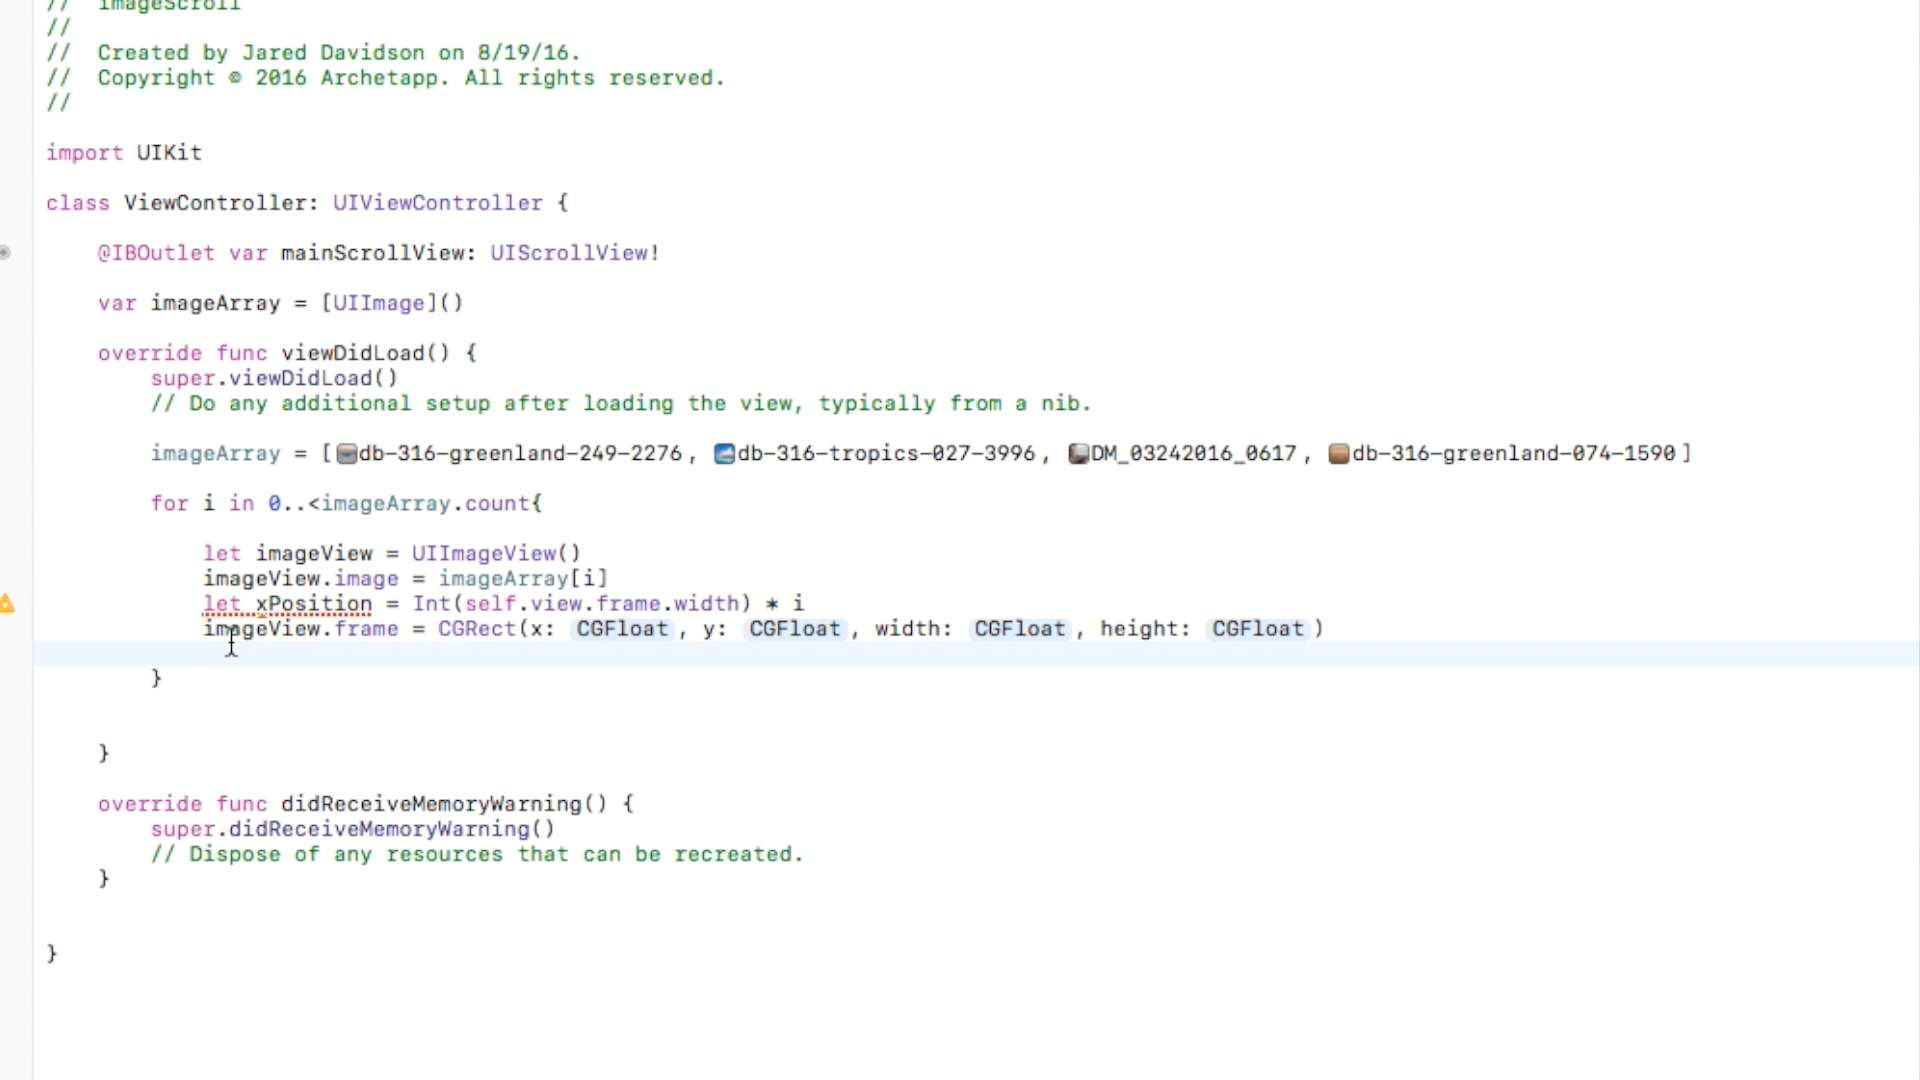 // imageScroll
//
// Created by Jared Davidson on 8/19/16.
// Copyright © 2016 Archetapp. All rights reserved.
//
import UIKit
class ViewController: UIViewController {
@IBOutlet var mainScrollView: UIScrollView!
var imageArray = [UIImage]()
override func viewDidLoad() {
super.viewDidLoad()
// Do any additional setup after loading the view, typically from a nib.
imageArray = [db-316-greenland-249-2276, db-316-tropics-027-3996, DM_03242016_0617, db-316-greenland-074-1590]
for i in 0..<imageArray.count{
let imageView = UIImageView()
imageView.image = imageArray[i]
let xPosition = Int(self.view.frame.width) * i
imageView.frame = CGRect(x: CGFloat, y: CGFloat, width: CGFloat, height: CGFloat)
}
}
override func didReceiveMemoryWarning() {
super.didReceiveMemoryWarning()
// Dispose of any resources that can be recreated.
}
}